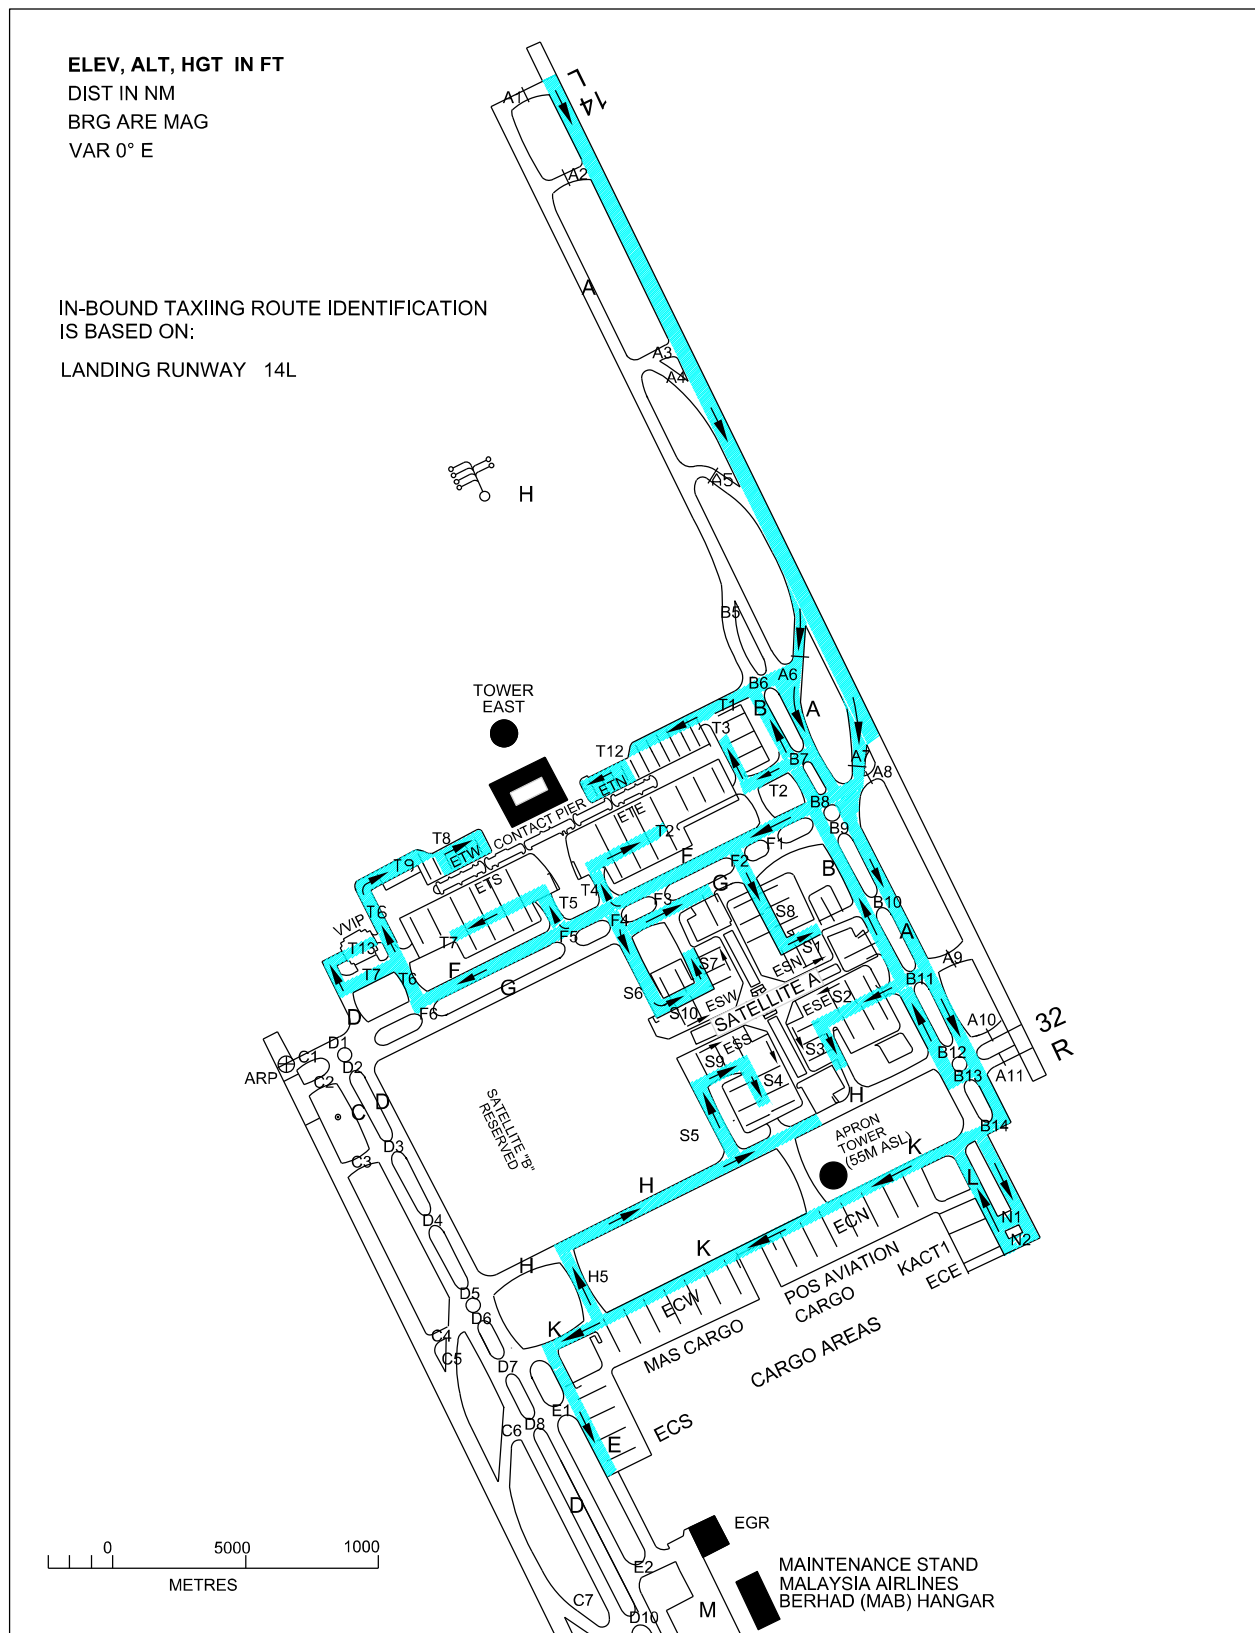 ELEV, ALT, HGT IN FT
DIST IN NM
BRG ARE MAG
VAR 0° E
14
L
A1
A2
A
IN-BOUND TAXIING ROUTE IDENTIFICATION
IS BASED ON:
LANDING RUNWAY 14L
A3
A4
A5
H
B5
A6
B6
TOWER
EAST
T1
B
A
T3
T12
B7
A7
A8
ETN
T2
B8
CONTACT PIER
ETE
B9
T8
T2
F1
ETW
F
F2
T9
ETS
G
B
T4
F3
T5
B10
VVIP
T6
F4
S8
A
T7
F5
S1
T13
S7
ESN
A9
T7
T6
F
G
S6
ESW
SATELLITE A
B11
S10
ESE
S2
D
F6
A10
32
R
D1
C1
ESS
S3
B12
ARP
D2
S9
B13
A11
C2
S4
H
C
D
B14
SATELLITE "B"
RESERVED
S5
APRON
TOWER
(55M ASL)
D3
K
C3
H
L
D4
ECN
N1
N2
K
H
KACT1
ECE
H5
POS AVIATION
CARGO
D5
ECW
D6
K
C4
MAS CARGO
C5
CARGO AREAS
D7
E1
D8
C6
ECS
E
D
EGR
0
5000
1000
METRES
E2
MAINTENANCE STAND
MALAYSIA AIRLINES
BERHAD (MAB) HANGAR
C7
M
D10